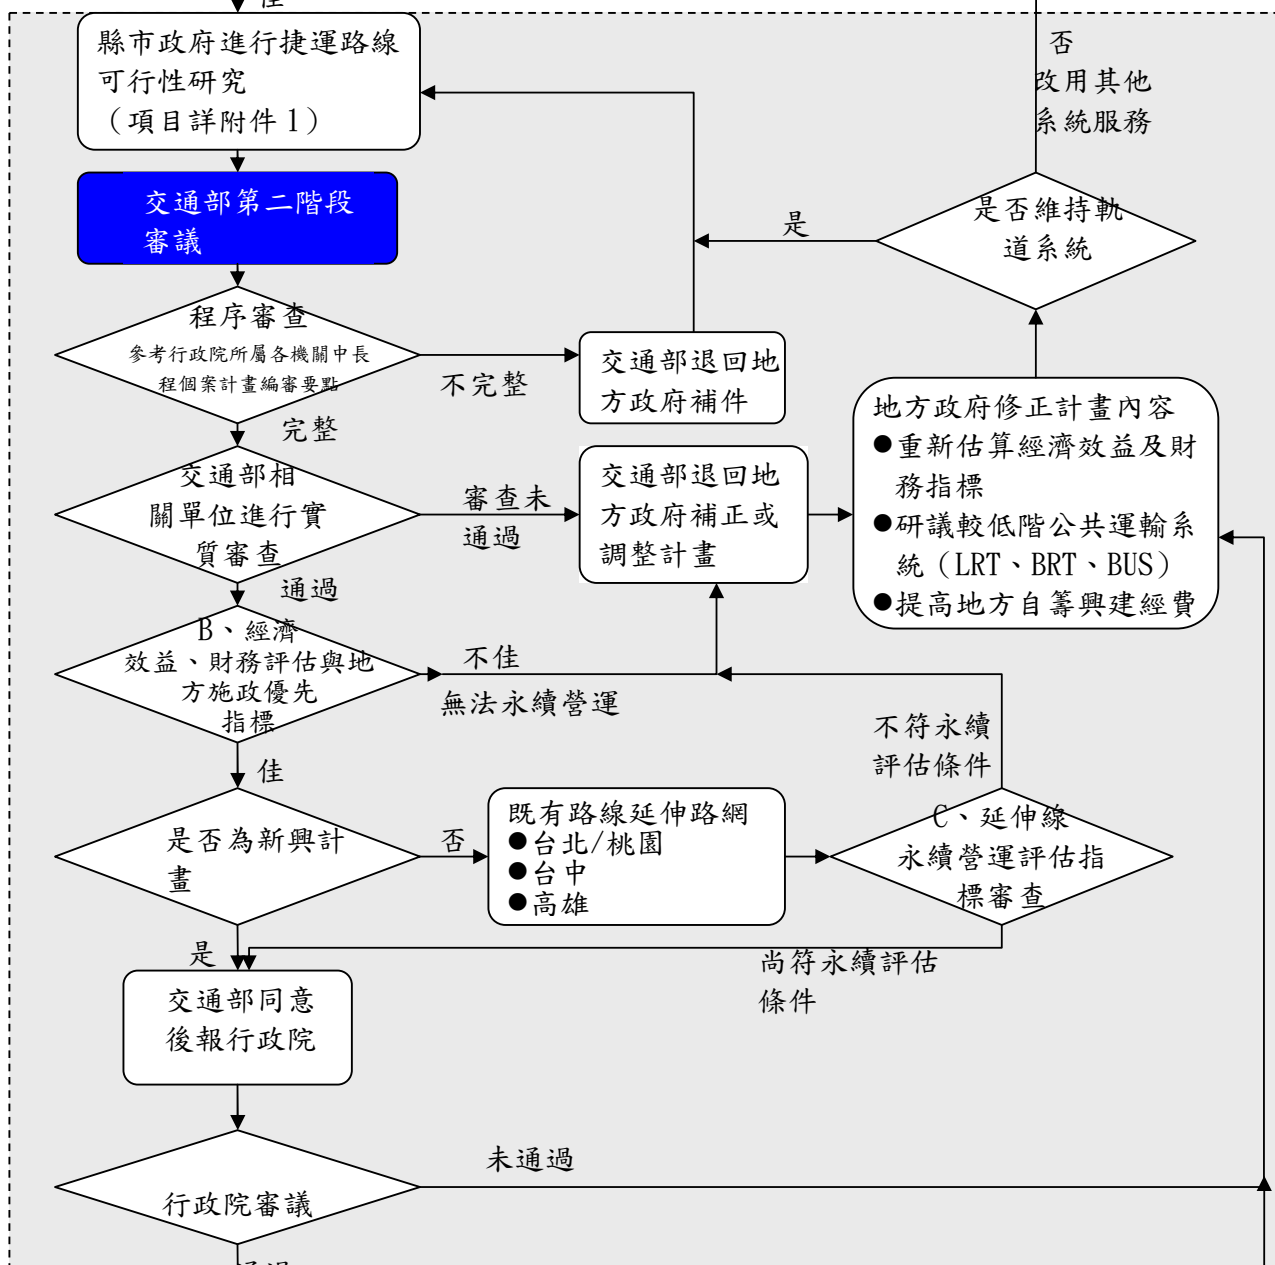 佳
縣市政府進行捷運路線
可行性研究
（項目詳附件1）
否
改用其他
系統服務
交通部第二階段
審議
是
是否維持軌
道系統
程序審查
參考行政院所屬各機關中長
程個案計畫編審要點
不完整
交通部退回地
方政府補件
完整
地方政府修正計畫內容
●重新估算經濟效益及財
務指標
●研議較低階公共運輸系
統（LRT、BRT、BUS）
●提高地方自籌興建經費
交通部相
關單位進行實
質審查
審查未
通過
交通部退回地
方政府補正或
調整計畫
通過
B、經濟
效益、財務評估與地
方施政優先
指標
不佳
無法永續營運
不符永續
評估條件
佳
是否為新興計
畫
否
既有路線延伸路網
●台北/桃園
●台中
●高雄
C、延伸線
永續營運評估指
標審查
是
尚符永續評估
條件
交通部同意
後報行政院
未通過
行政院審議
通過